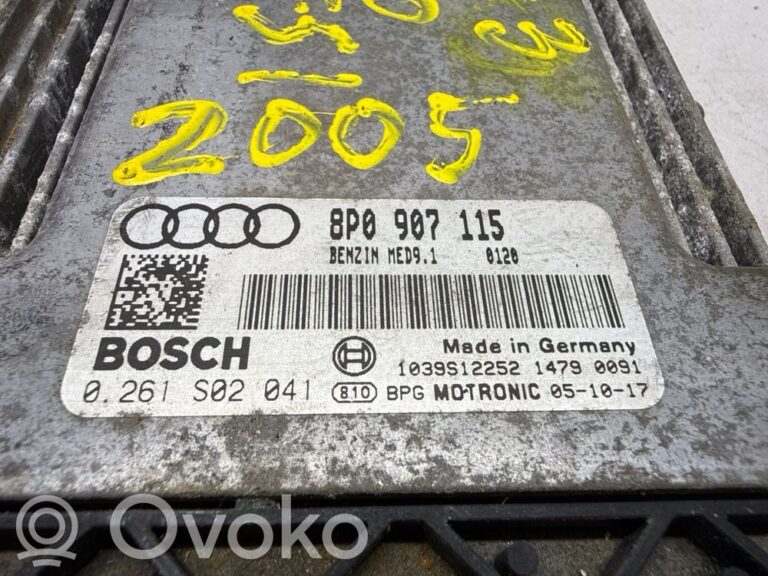 2005
8P0 907 115
BENZIN MED9.1 0120
BOSCH
Made in Germany
1039S12252 1479 0091
0.261 S02 041 810 BPG MOTRONIC 05-10-17
Ovoko